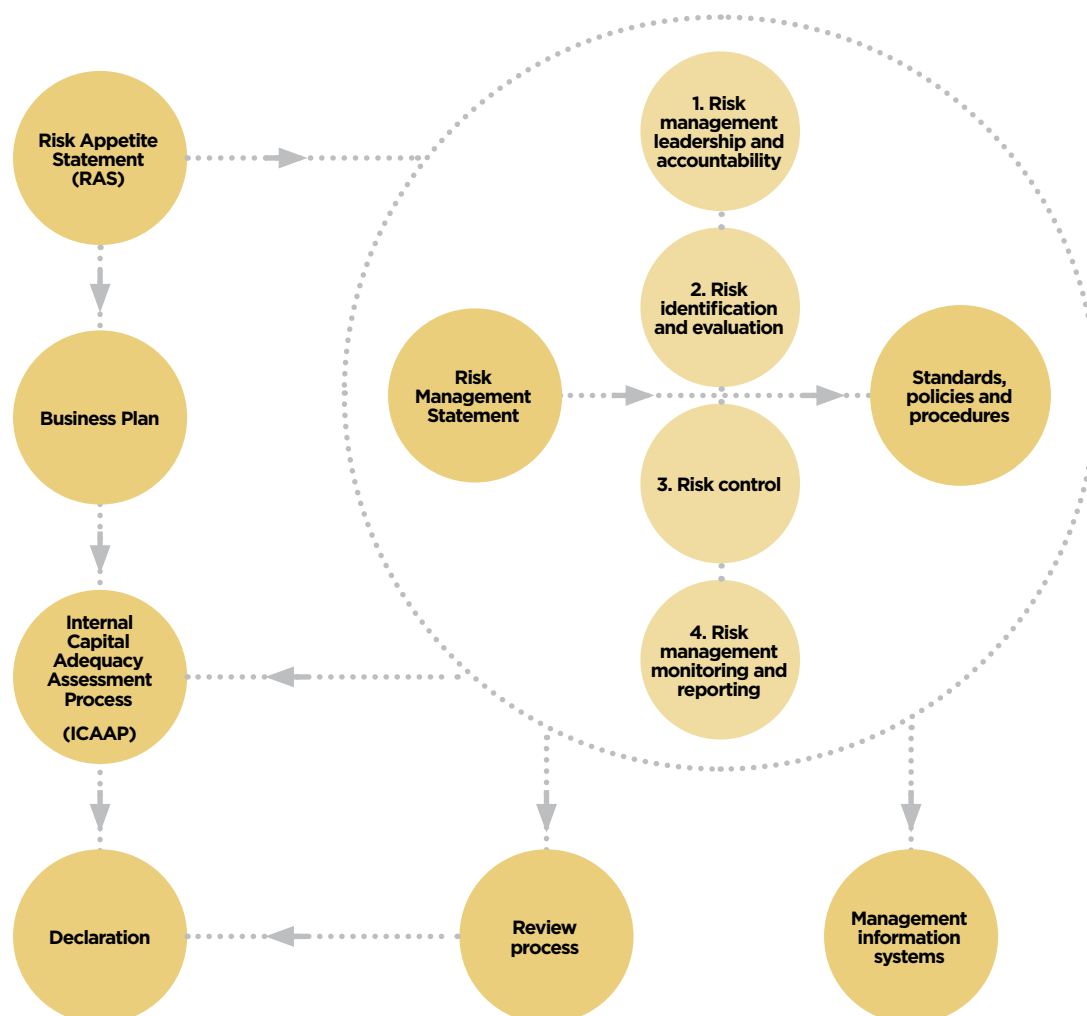 Risk Appetite
Statement
(RAS)
Business Plan
Internal
Capital
Adequacy
Assessment
Process
(ICAAP)
Declaration
1. Risk
management
leadership and
accountability
2. Risk
identification
and evaluation
Risk
Management
Statement
Standards,
policies and
procedures
3. Risk control
4. Risk
management
monitoring and
reporting
Review
process
Management
information
systems